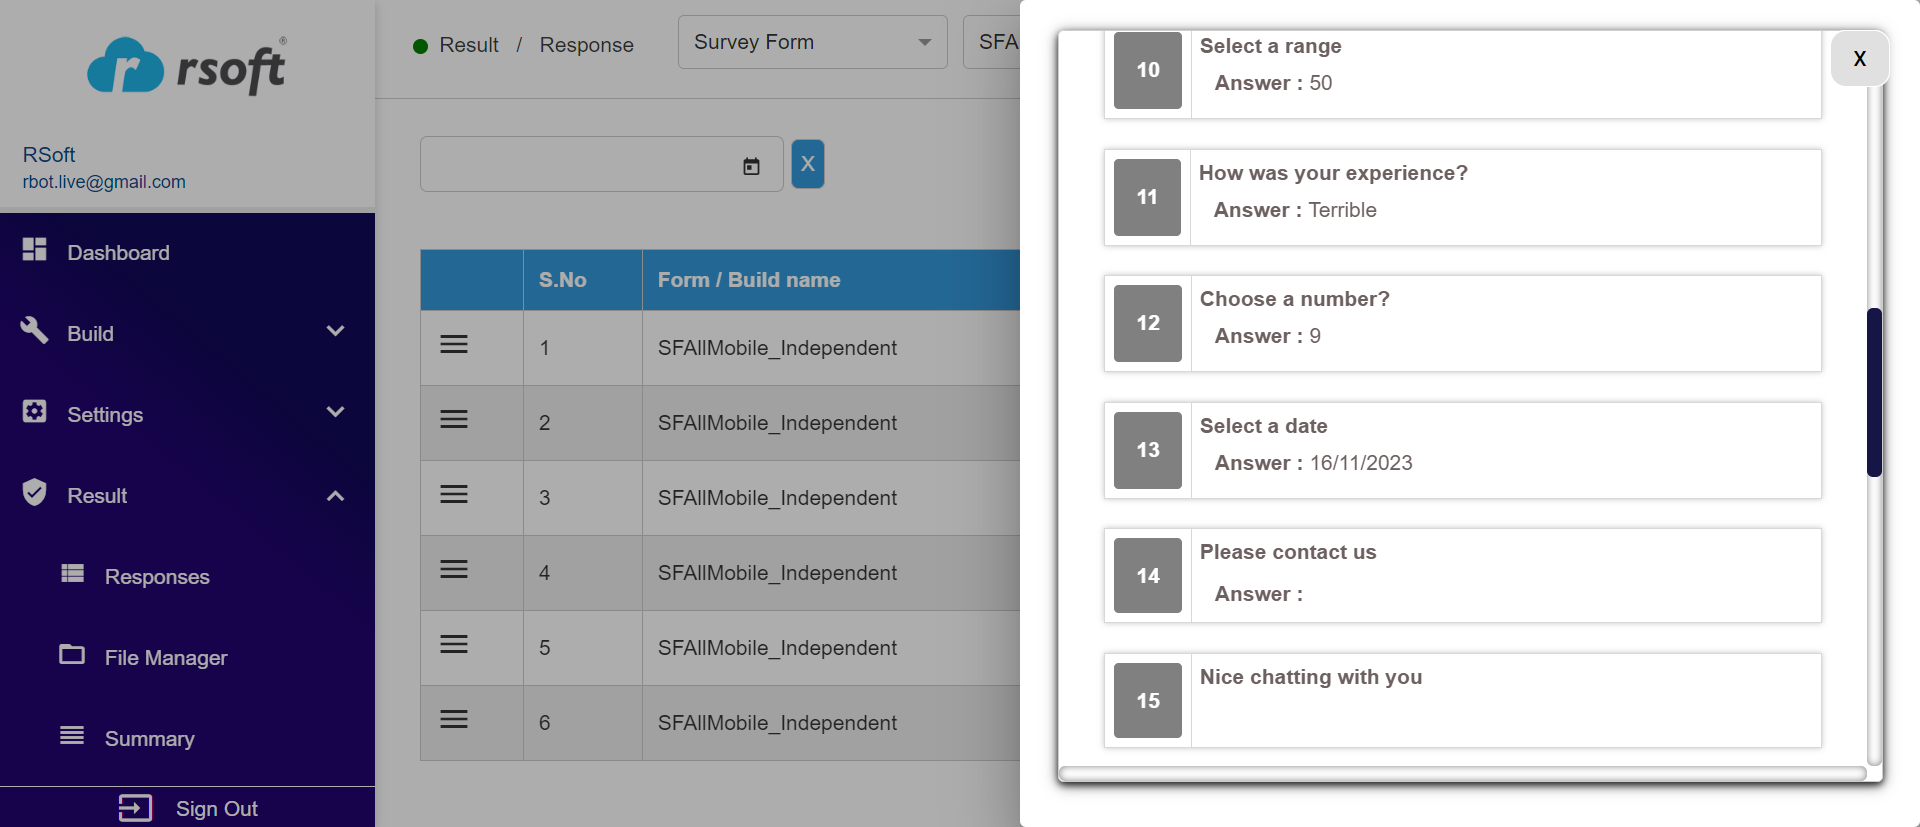 rsoft®
RSoft
rbot.live@gmail.com
Dashboard
Build
Settings
Result
Responses
File Manager
Summary
Sign Out
Result / Response
Survey Form
SFA
X
S.No Form / Build name
1 SFAllMobile_Independent
2 SFAllMobile_Independent
3 SFAllMobile_Independent
4 SFAllMobile_Independent
5 SFAllMobile_Independent
6 SFAllMobile_Independent
X
10 Select a range
Answer : 50
11 How was your experience?
Answer : Terrible
12 Choose a number?
Answer : 9
13 Select a date
Answer : 16/11/2023
14 Please contact us
Answer :
15 Nice chatting with you